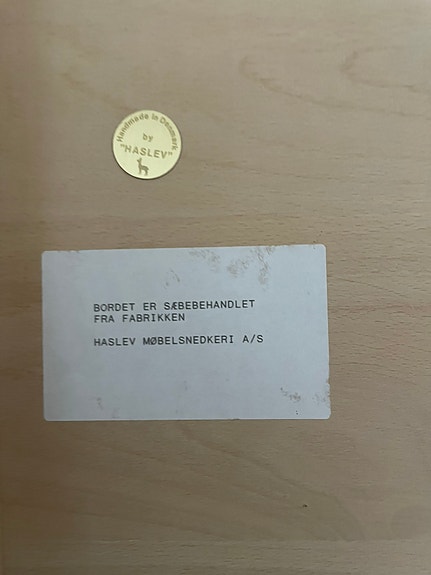 Handmade in Denmark
by
"HASLEV"
BORDET ER SÆBEBEHANDLET
FRA FABRIKKEN
HASLEV MØBELSNEDKERI A/S